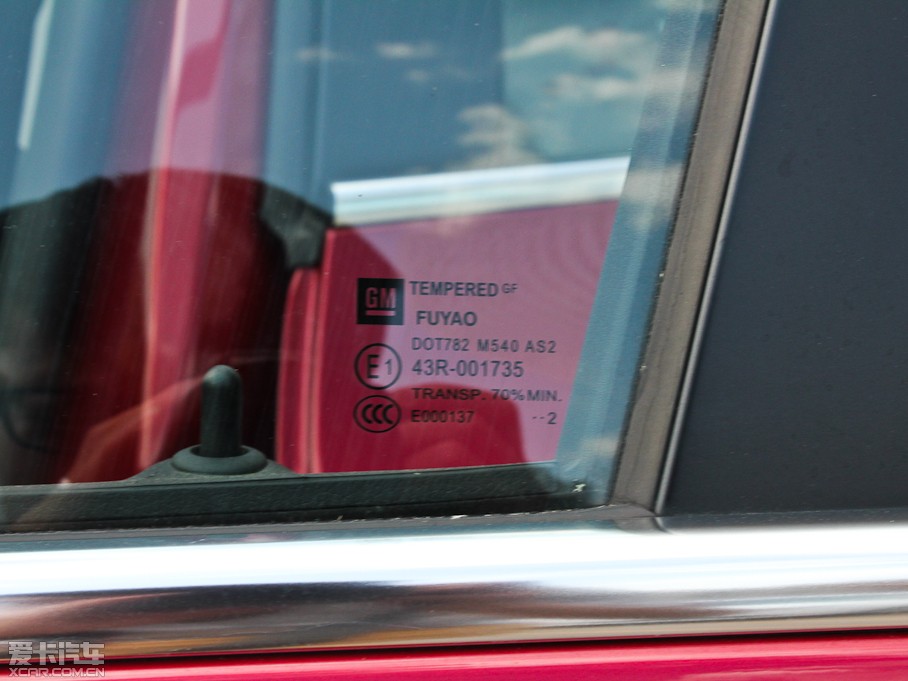 GM TEMPERED GF
FUYAO
DOT782 M540 AS2
E1 43R-001735
TRANSP. 70% MIN.
CCC E000137 --2
爱卡汽车
XCAR.COM.CN